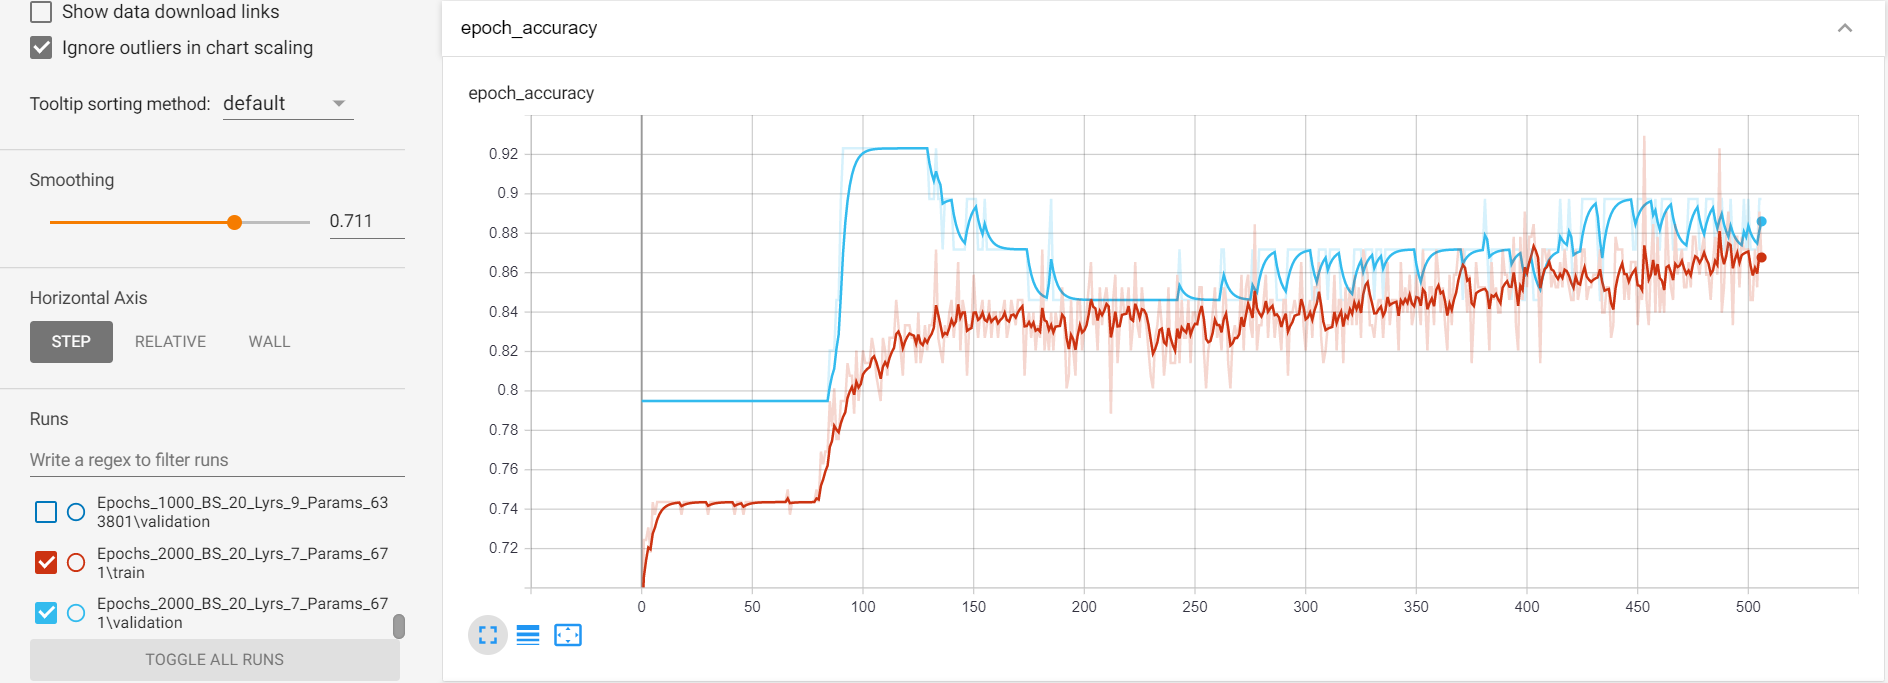 Show data download links
Ignore outliers in chart scaling
Tooltip sorting method: default
Smoothing
0.711
Horizontal Axis
STEP RELATIVE WALL
Runs
Write a regex to filter runs
Epochs_1000_BS_20_Lyrs_9_Params_63
3801\validation
Epochs_2000_BS_20_Lyrs_7_Params_67
1\train
Epochs_2000_BS_20_Lyrs_7_Params_67
1\validation
TOGGLE ALL RUNS
epoch_accuracy
epoch_accuracy
0.92
0.9
0.88
0.86
0.84
0.82
0.8
0.78
0.76
0.74
0.72
0 50 100 150 200 250 300 350 400 450 500